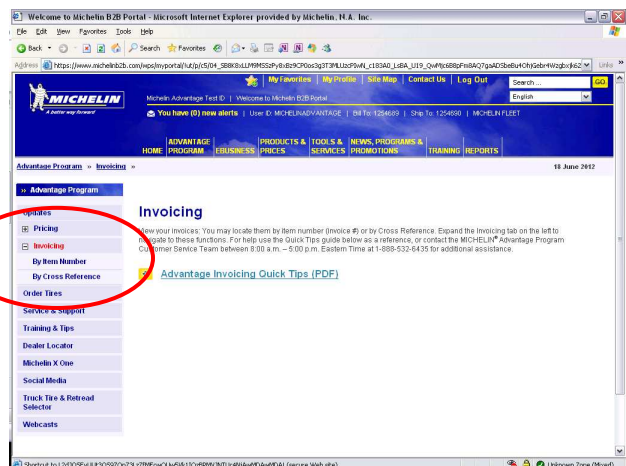 Welcome to Michelin B2B Portal - Microsoft Internet Explorer provided by Michelin, N.A. Inc.
File Edit View Favorites Tools Help
Back Search Favorites
Address Links
My Favorites | My Profile | Site Map | Contact Us | Log Out Search ... GO
MICHELIN
A better way forward
Michelin Advantage Test ID | Welcome to Michelin B2B Portal English
You have (0) new alerts | User ID: MICHELINADVANTAGE | Bill To: 1254689 | Ship To: 1254690 | MICHELIN FLEET
HOME ADVANTAGE PROGRAM EBUSINESS PRODUCTS & PRICES TOOLS & SERVICES NEWS, PROGRAMS & PROMOTIONS TRAINING REPORTS
Advantage Program » Invoicing » 18 June 2012
» Advantage Program
Updates
Pricing
Invoicing
By Item Number
By Cross Reference
Order Tires
Service & Support
Training & Tips
Dealer Locator
Michelin X One
Social Media
Truck Tire & Retread
Selector
Webcasts
Invoicing
View your invoices: You may locate them by item number (invoice #) or by Cross Reference. Expand the Invoicing tab on the left to
navigate to these functions. For help use the Quick Tips guide below as a reference, or contact the MICHELIN® Advantage Program
Customer Service Team between 8:00 a.m. – 5:00 p.m. Eastern Time at 1-888-532-6435 for additional assistance.
Advantage Invoicing Quick Tips (PDF)
Unknown Zone (Mixed)